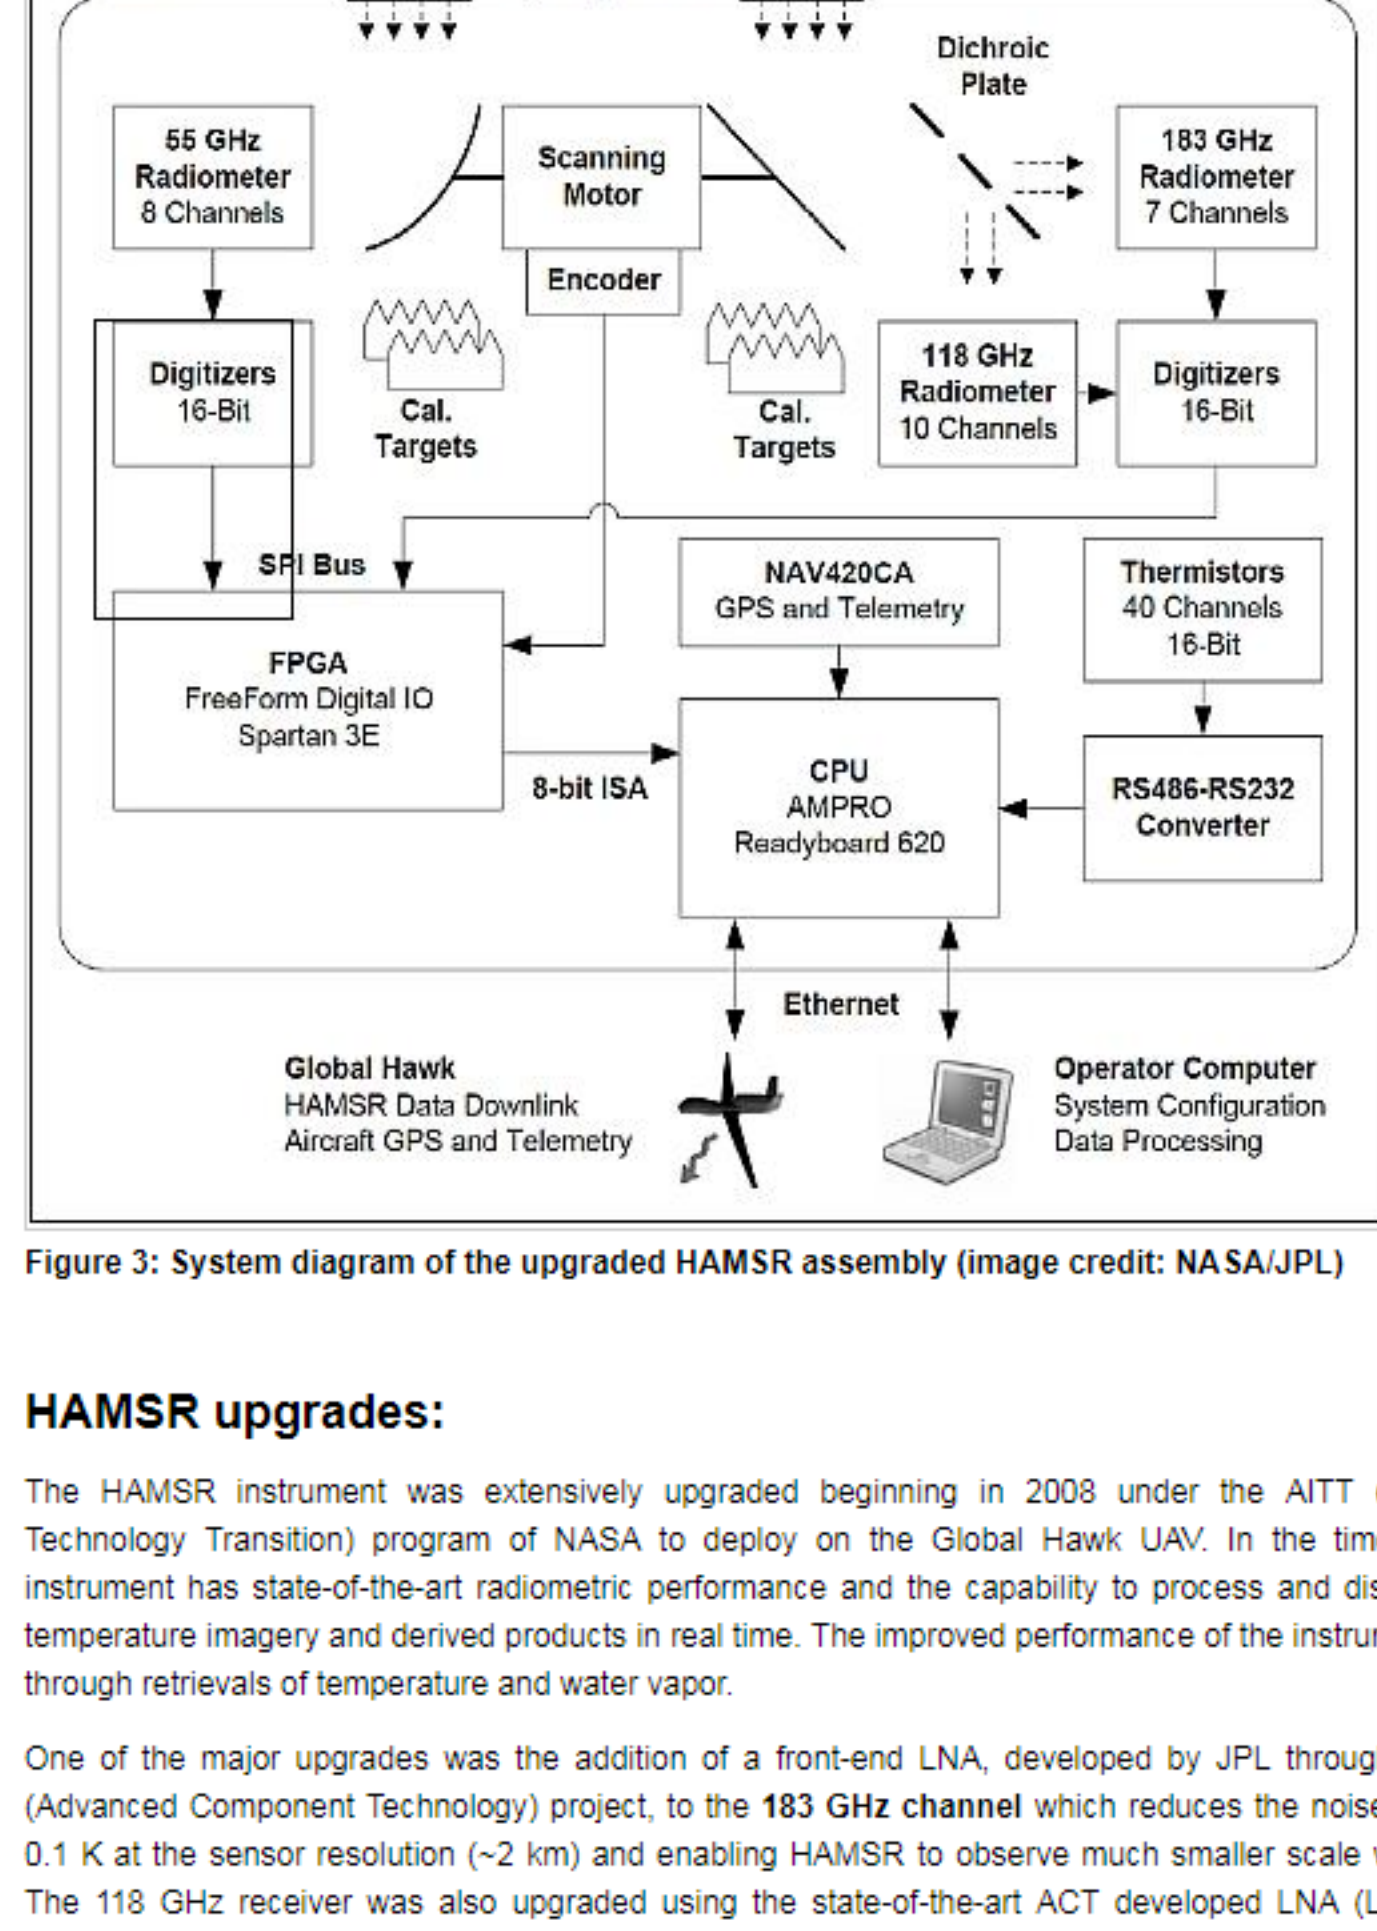 Dichroic
Plate
55 GHz
Radiometer
8 Channels
Scanning
Motor
183 GHz
Radiometer
7 Channels
Encoder
Digitizers
16-Bit
Cal.
Targets
Cal.
Targets
118 GHz
Radiometer
10 Channels
Digitizers
16-Bit
SPI Bus
NAV420CA
GPS and Telemetry
Thermistors
40 Channels
16-Bit
FPGA
FreeForm Digital IO
Spartan 3E
8-bit ISA
CPU
AMPRO
Readyboard 620
RS486-RS232
Converter
Ethernet
Global Hawk
HAMSR Data Downlink
Aircraft GPS and Telemetry
Operator Computer
System Configuration
Data Processing
Figure 3: System diagram of the upgraded HAMSR assembly (image credit: NASA/JPL)
HAMSR upgrades:
The HAMSR instrument was extensively upgraded beginning in 2008 under the AITT
Technology Transition) program of NASA to deploy on the Global Hawk UAV. In the
instrument has state-of-the-art radiometric performance and the capability to process and
temperature imagery and derived products in real time. The improved performance of the
through retrievals of temperature and water vapor.
One of the major upgrades was the addition of a front-end LNA, developed by JPL
(Advanced Component Technology) project, to the 183 GHz channel which reduces the noise
0.1 K at the sensor resolution (~2 km) and enabling HAMSR to observe much smaller scale
The 118 GHz receiver was also upgraded using the state-of-the-art ACT developed LNA